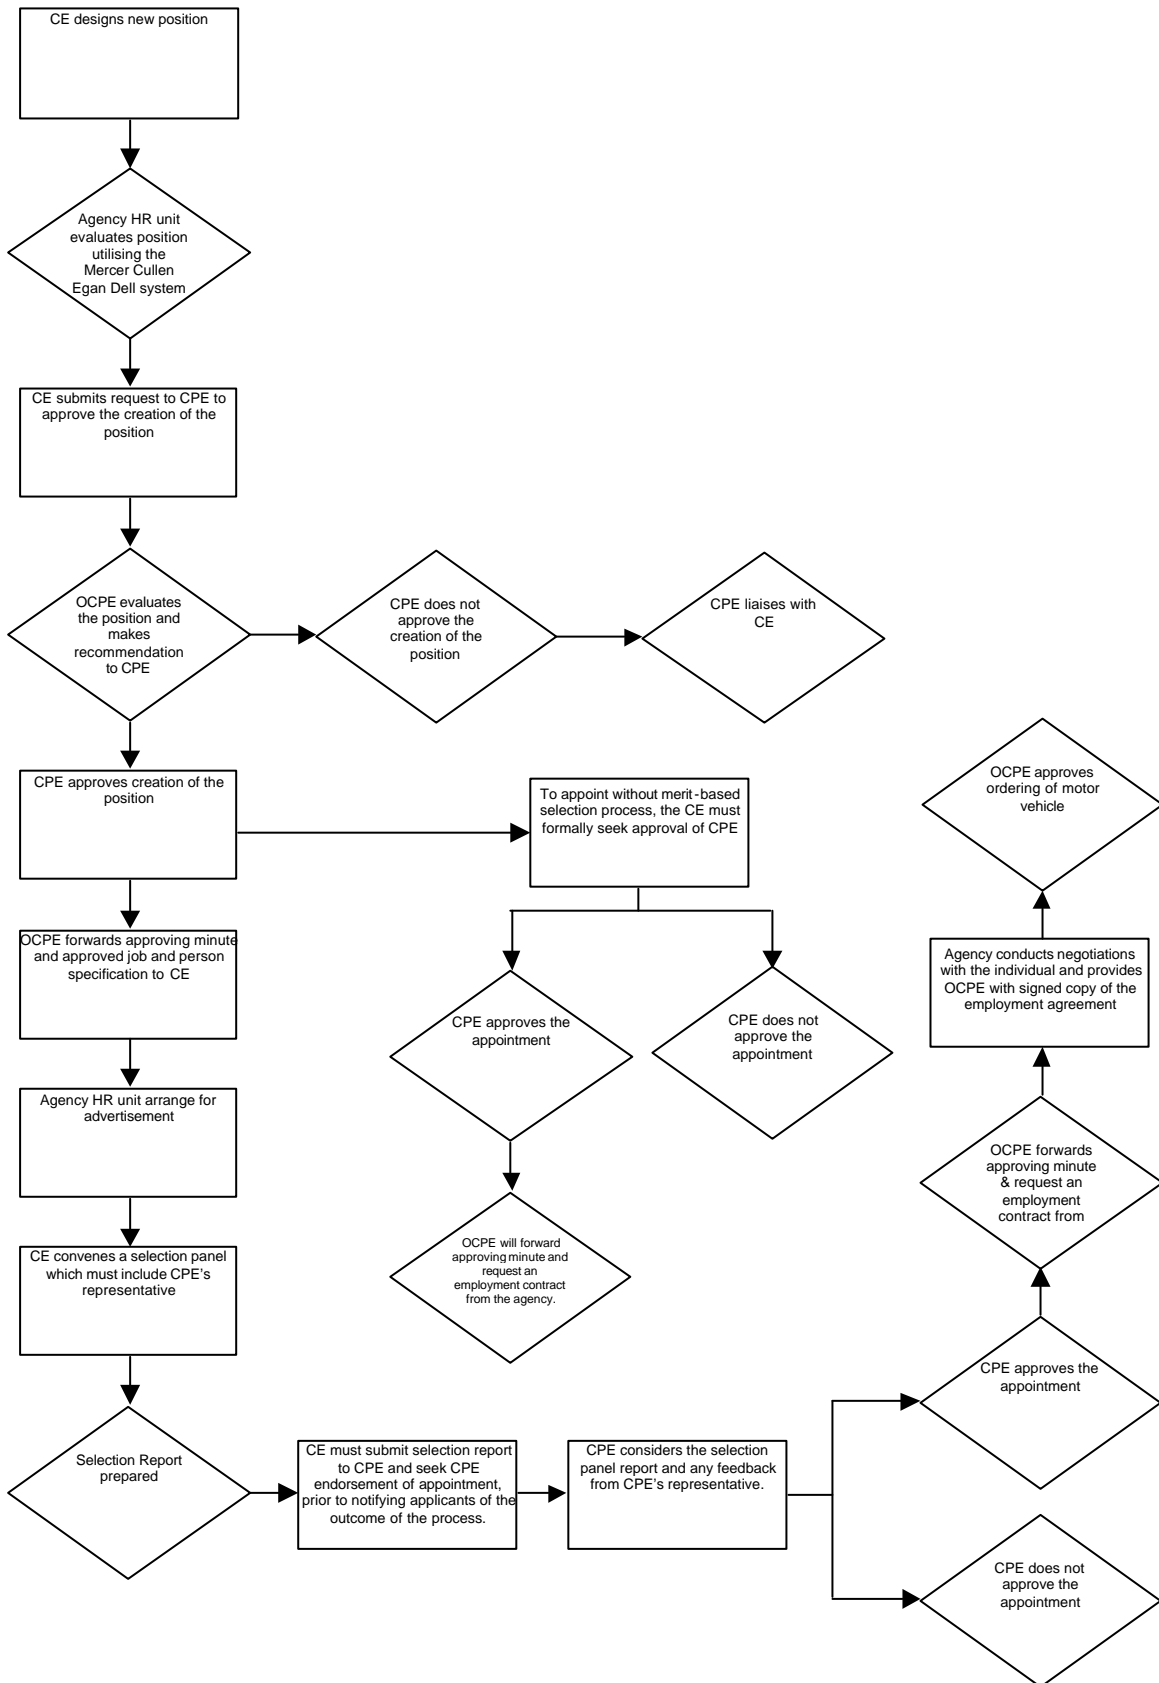 CE designs new position
Agency HR unit
evaluates position
utilising the
Mercer Cullen
Egan Dell system
CE submits request to CPE to
approve the creation of the
position
OCPE evaluates
the position and
makes
recommendation
to CPE
CPE does not
approve the
creation of the
position
CPE liaises with
CE
CPE approves creation of the
position
To appoint without merit-based
selection process, the CE must
formally seek approval of CPE
OCPE approves
ordering of motor
vehicle
OCPE forwards approving minute
and approved job and person
specification to CE
Agency conducts negotiations
with the individual and provides
OCPE with signed copy of the
employment agreement
CPE approves the
appointment
CPE does not
approve the
appointment
Agency HR unit arrange for
advertisement
OCPE forwards
approving minute
& request an
employment
contract from
CE convenes a selection panel
which must include CPE's
representative
OCPE will forward
approving minute and
request an
employment contract
from the agency.
CPE approves the
appointment
Selection Report
prepared
CE must submit selection report
to CPE and seek CPE
endorsement of appointment,
prior to notifying applicants of the
outcome of the process.
CPE considers the selection
panel report and any feedback
from CPE's representative.
CPE does not
approve the
appointment